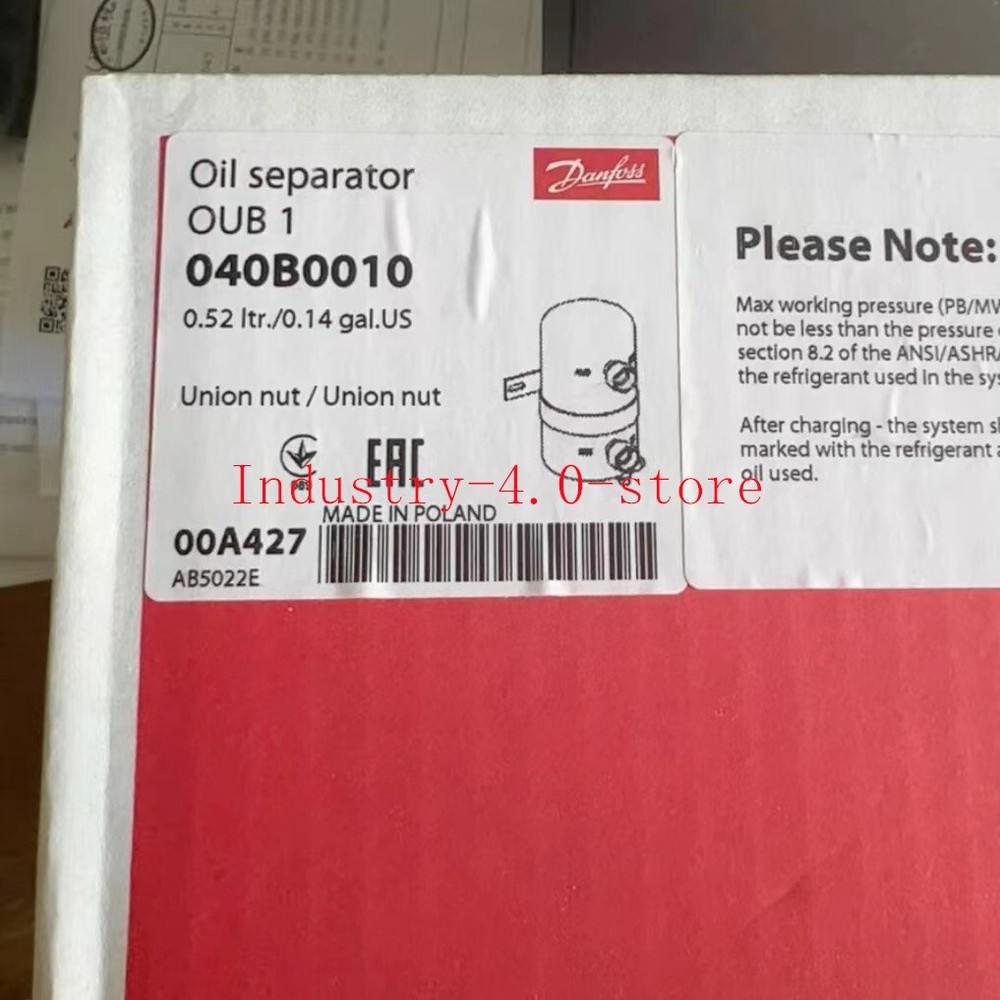 Oil separator
OUB 1
040B0010
0.52 ltr./0.14 gal.US
Union nut / Union nut
EAC
MADE IN POLAND
00A427
AB5022E
Danfoss
Please Note:
Max working pressure (PB/MW
not be less than the pressure
section 8.2 of the ANSI/ASHRA
the refrigerant used in the sys
After charging - the system s
marked with the refrigerant a
oil used.
Industry-4.0-store